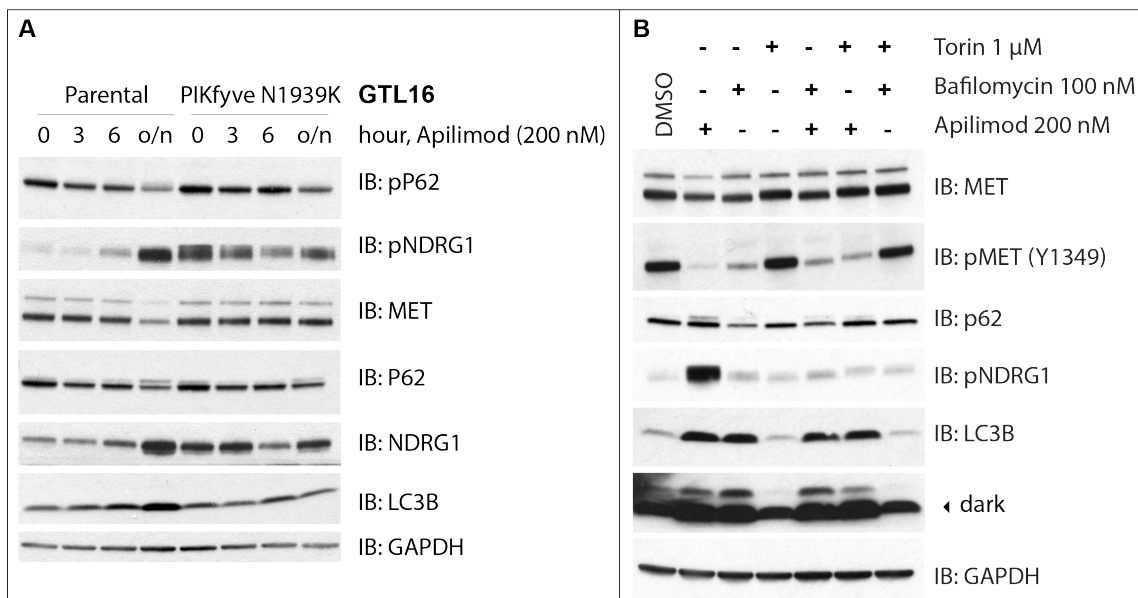 A
Parental PIKfyve N1939K GTL16
0 3 6 o/n 0 3 6 o/n hour, Apilimod (200 nM)
IB: pP62
IB: pNDRG1
IB: MET
IB: P62
IB: NDRG1
IB: LC3B
IB: GAPDH
B
DMSO
- - + - + + Torin 1 µM
- + - + - + Bafilomycin 100 nM
+ - - + + - Apilimod 200 nM
IB: MET
IB: pMET (Y1349)
IB: p62
IB: pNDRG1
IB: LC3B
dark
IB: GAPDH